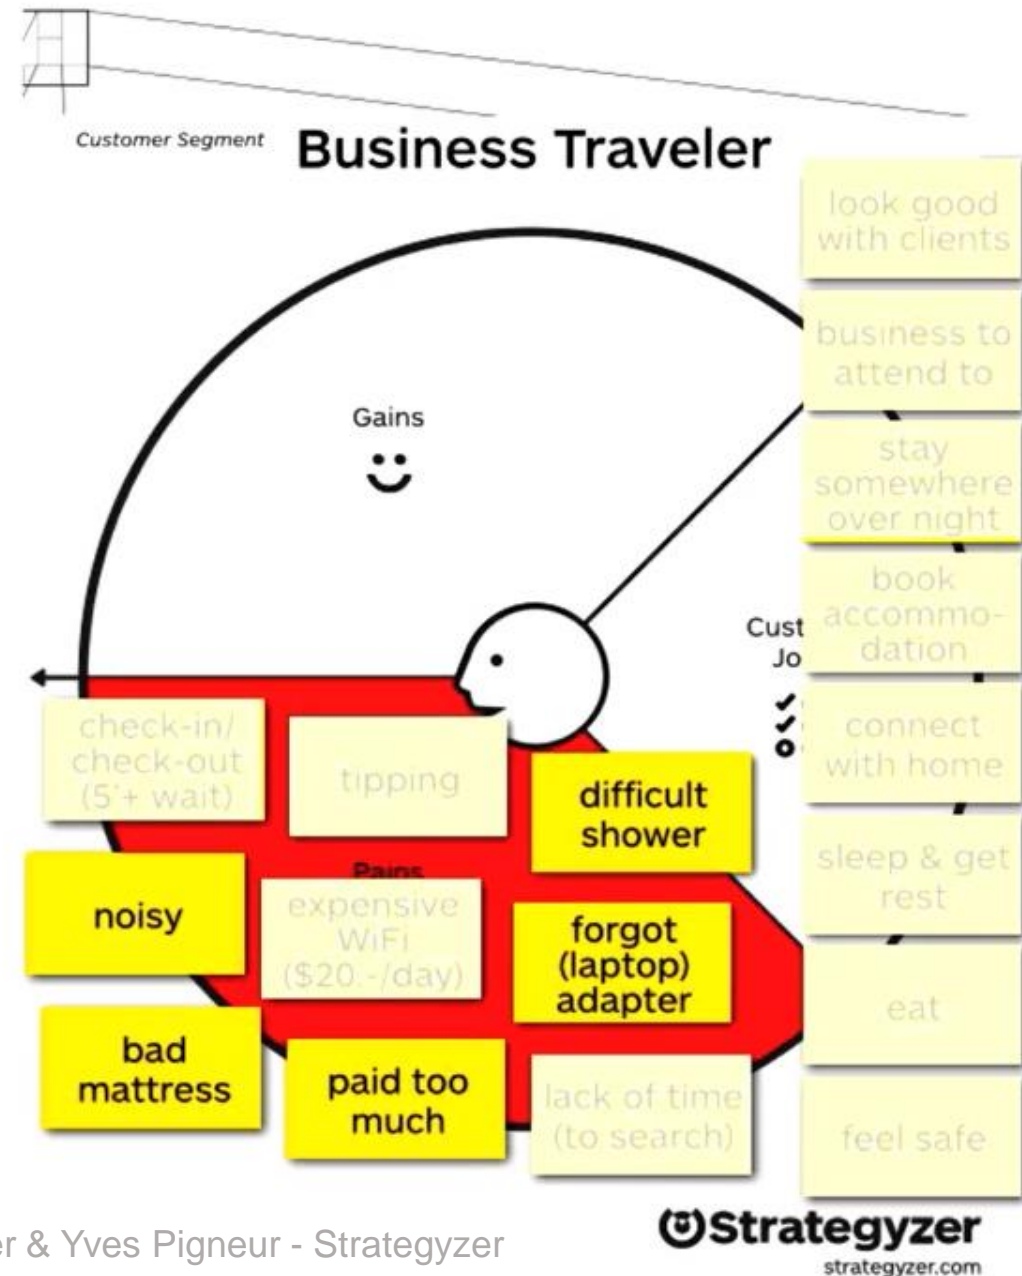 Customer Segment
Business Traveler
look good
with clients
business to
attend to
stay
somewhere
over night
book
accommo-
dation
connect
with home
sleep & get
rest
eat
feel safe
Gains
Cust
Jo
check-in/
check-out
(5'+ wait)
tipping
difficult
shower
Pains
noisy
expensive
WiFi
($20.-/day)
forgot
(laptop)
adapter
bad
mattress
paid too
much
lack of time
(to search)
er & Yves Pigneur - Strategyzer
Strategyzer
strategyzer.com